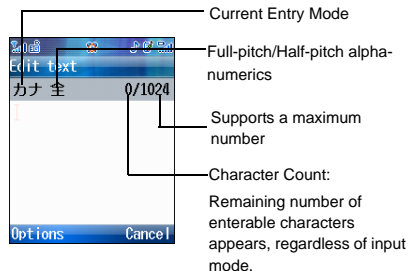 Current Entry Mode
Edit text
Full-pitch/Half-pitch alpha-
numerics
カナ 全 0/1024
Supports a maximum
number
Character Count:
Remaining number of
enterable characters
appears, regardless of input
mode.
Options Cancel